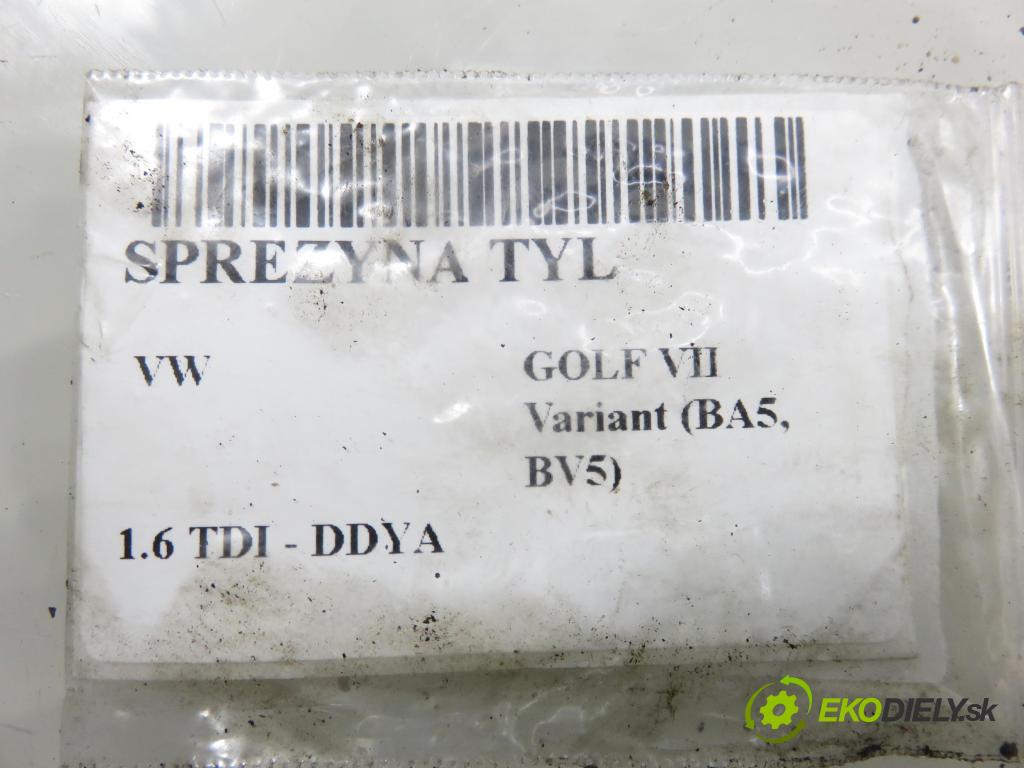 SPREZYNA TYL
VW
GOLF VII
Variant (BA5,
BV5)
1.6 TDI - DDYA
EKODIELY.sk